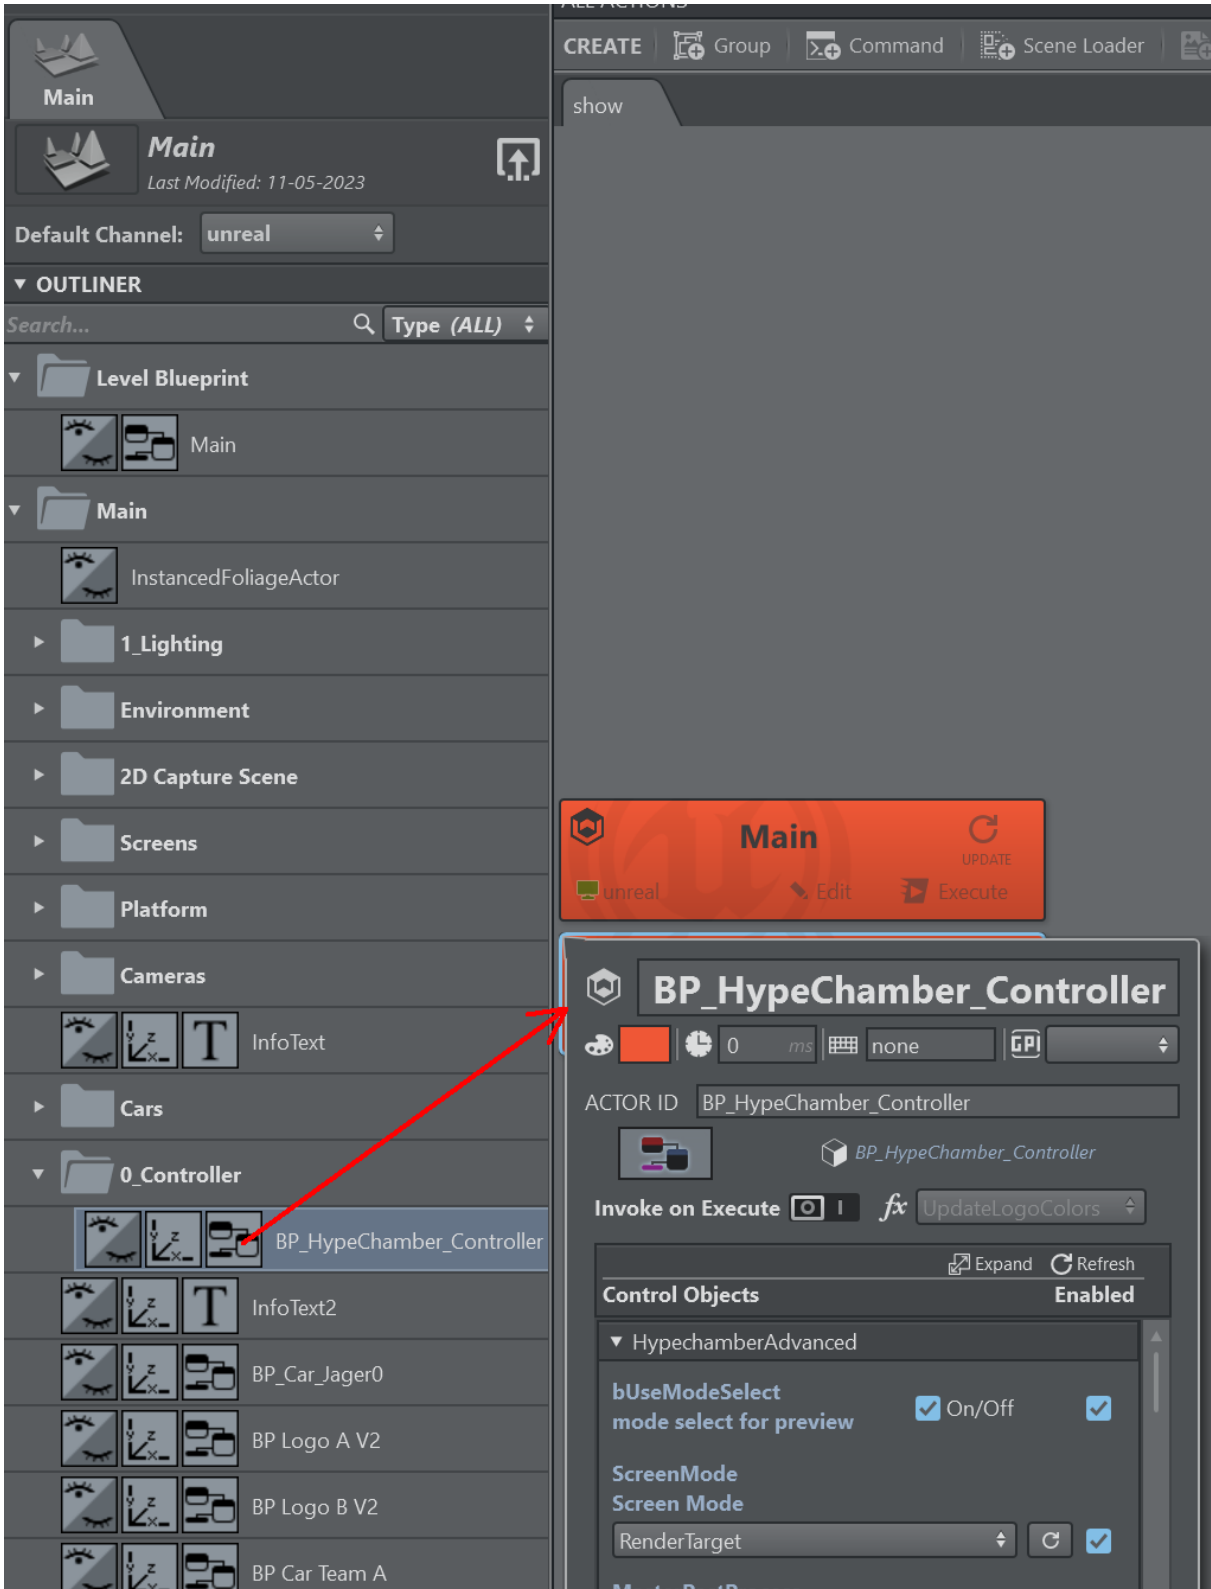 ALL ACTIONS
Main
Main
Last Modified: 11-05-2023
Default Channel: unreal
OUTLINER
Search... Type (ALL)
Level Blueprint
Main
Main
InstancedFoliageActor
1_Lighting
Environment
2D Capture Scene
Screens
Platform
Cameras
InfoText
Cars
0_Controller
BP_HypeChamber_Controller
InfoText2
BP_Car_Jager0
BP Logo A V2
BP Logo B V2
BP Car Team A
CREATE Group Command Scene Loader
show
Main
UPDATE
unreal Edit Execute
BP_HypeChamber_Controller
0 ms none GPI
ACTOR ID BP_HypeChamber_Controller
BP_HypeChamber_Controller
Invoke on Execute fx UpdateLogoColors
Expand Refresh
Control Objects Enabled
HypechamberAdvanced
bUseModeSelect
mode select for preview On/Off
ScreenMode
Screen Mode
RenderTarget